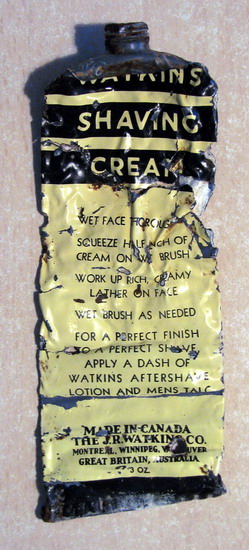 WATKINS
SHAVING
CREAM
WET FACE THOROUGHLY
SQUEEZE HALF INCH OF
CREAM ON WET BRUSH
WORK UP RICH, CREAMY
LATHER ON FACE
WET BRUSH AS NEEDED
FOR A PERFECT FINISH
TO A PERFECT SHAVE
APPLY A DASH OF
WATKINS AFTERSHAVE
LOTION AND MENS TALC
MADE IN CANADA
THE J.R. WATKINS CO.
MONTREAL, WINNIPEG, VANCOUVER
GREAT BRITAIN, AUSTRALIA
3 OZ.